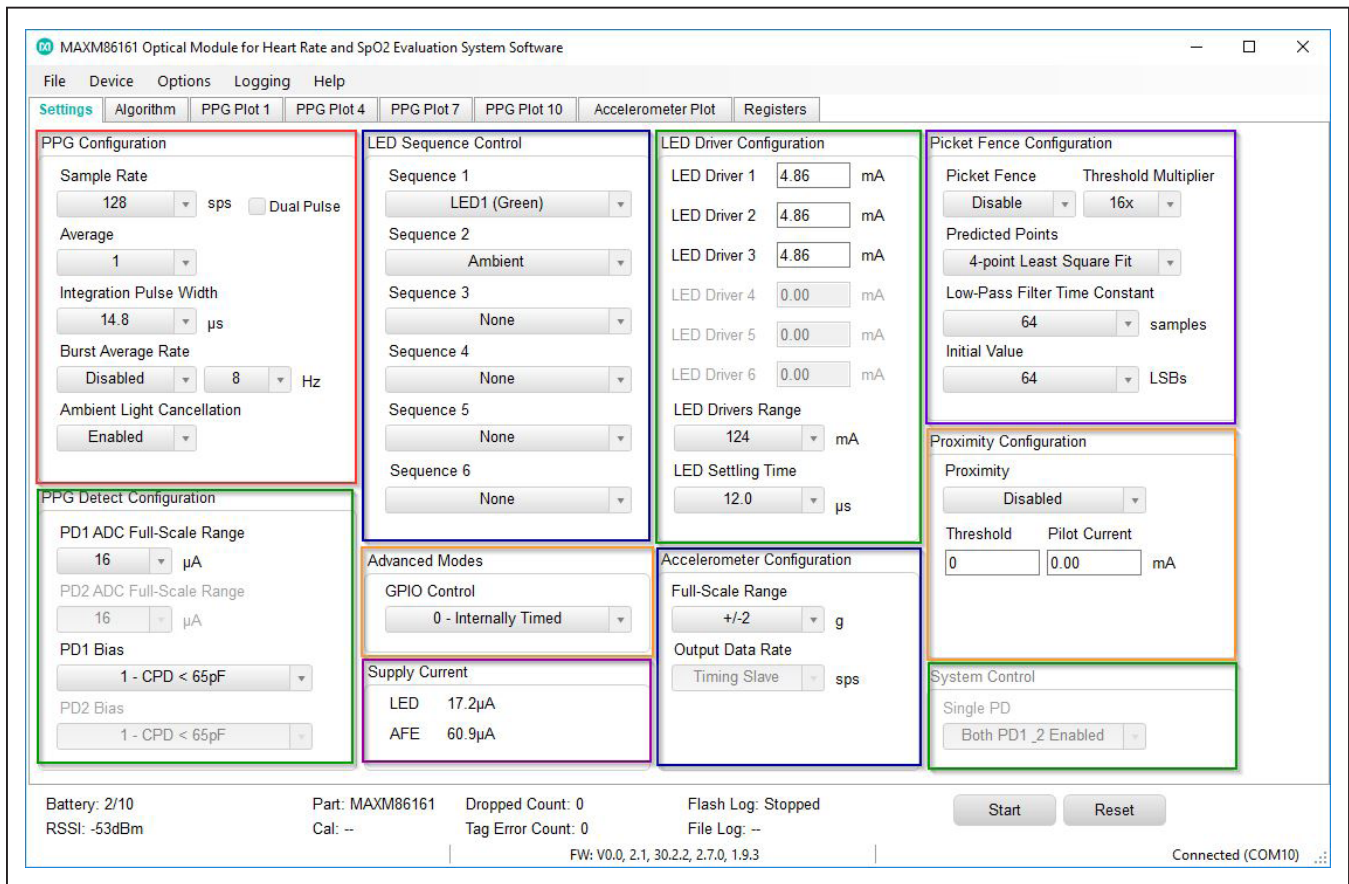 MAXM86161 Optical Module for Heart Rate and SpO2 Evaluation System Software
File Device Options Logging Help
Settings Algorithm PPG Plot 1 PPG Plot 4 PPG Plot 7 PPG Plot 10 Accelerometer Plot Registers
PPG Configuration
Sample Rate
128 sps Dual Pulse
Average
1
Integration Pulse Width
14.8 µs
Burst Average Rate
Disabled 8 Hz
Ambient Light Cancellation
Enabled
PPG Detect Configuration
PD1 ADC Full-Scale Range
16 µA
PD2 ADC Full-Scale Range
16 µA
PD1 Bias
1 - CPD < 65pF
PD2 Bias
1 - CPD < 65pF
LED Sequence Control
Sequence 1
LED1 (Green)
Sequence 2
Ambient
Sequence 3
None
Sequence 4
None
Sequence 5
None
Sequence 6
None
Advanced Modes
GPIO Control
0 - Internally Timed
Supply Current
LED 17.2µA
AFE 60.9µA
LED Driver Configuration
LED Driver 1 4.86 mA
LED Driver 2 4.86 mA
LED Driver 3 4.86 mA
LED Driver 4 0.00 mA
LED Driver 5 0.00 mA
LED Driver 6 0.00 mA
LED Drivers Range
124 mA
LED Settling Time
12.0 µs
Accelerometer Configuration
Full-Scale Range
+/-2 g
Output Data Rate
Timing Slave sps
Picket Fence Configuration
Picket Fence Threshold Multiplier
Disable 16x
Predicted Points
4-point Least Square Fit
Low-Pass Filter Time Constant
64 samples
Initial Value
64 LSBs
Proximity Configuration
Proximity
Disabled
Threshold Pilot Current
0 0.00 mA
System Control
Single PD
Both PD1 _2 Enabled
Battery: 2/10 Part: MAXM86161 Dropped Count: 0 Flash Log: Stopped Start Reset
RSSI: -53dBm Cal: -- Tag Error Count: 0 File Log: --
FW: V0.0, 2.1, 30.2.2, 2.7.0, 1.9.3 Connected (COM10)